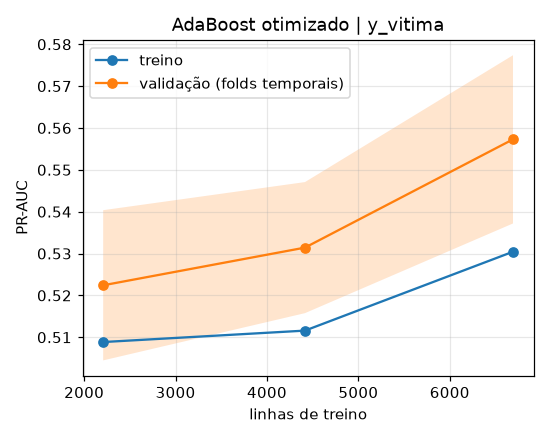 AdaBoost otimizado | y_vitima
treino
validação (folds temporais)
PR-AUC
0.58
0.57
0.56
0.55
0.54
0.53
0.52
0.51
2000
3000
4000
5000
6000
linhas de treino